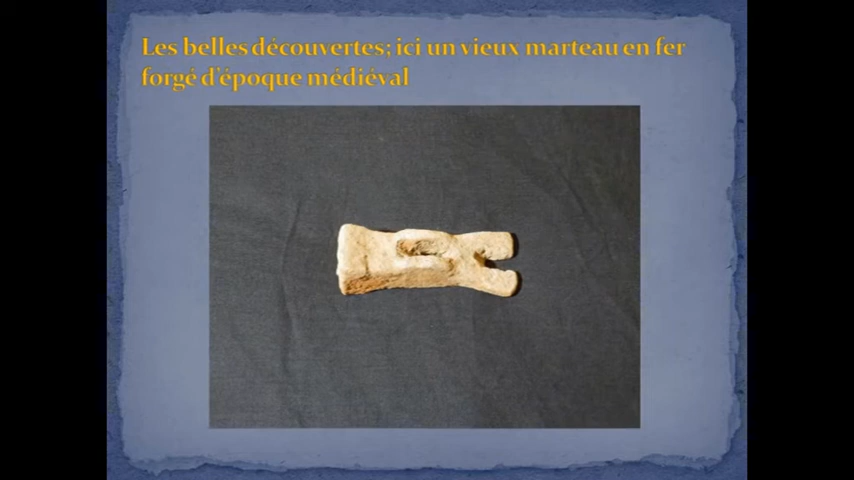 Les belles découvertes; ici un vieux marteau en fer
forgé d'époque médiéval